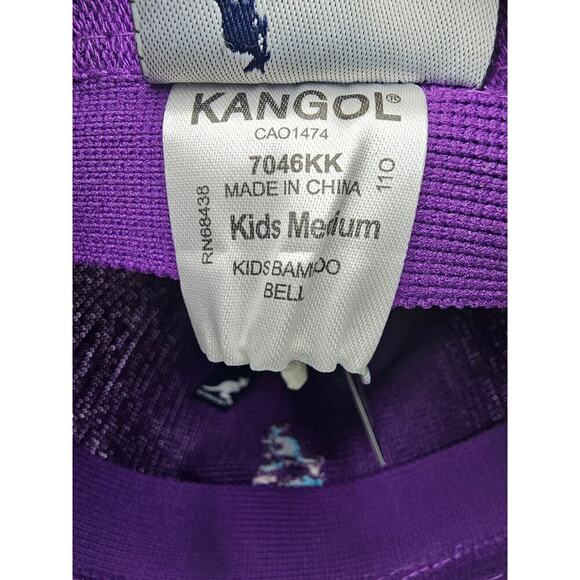 KANGOL®
CA01474
7046KK
MADE IN CHINA
RN68438
110
Kids Medium
KIDSBAMBOO
BELL